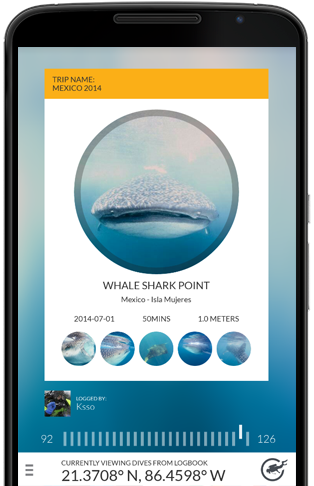 TRIP NAME:
MEXICO 2014
WHALE SHARK POINT
Mexico - Isla Mujeres
2014-07-01 50MINS 1.0 METERS
LOGGED BY:
Ksso
92 126
CURRENTLY VIEWING DIVES FROM LOGBOOK
21.3708° N, 86.4598° W